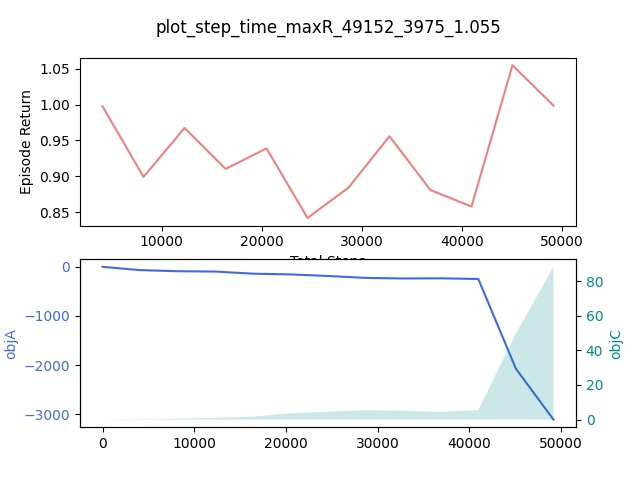 plot_step_time_maxR_49152_3975_1.055
1.05
1.00
0.95
0.90
0.85
Episode Return
10000 20000 30000 40000 50000
Total Steps
0
−1000
−2000
−3000
objA
80
60
40
20
0
objC
0 10000 20000 30000 40000 50000